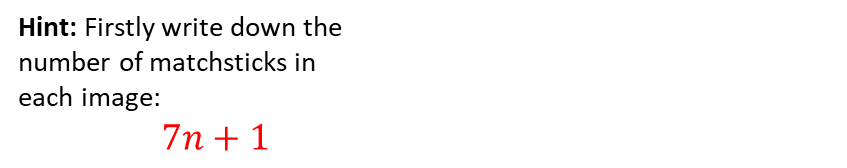 Hint: Firstly write down the
number of matchsticks in
each image:
7n + 1